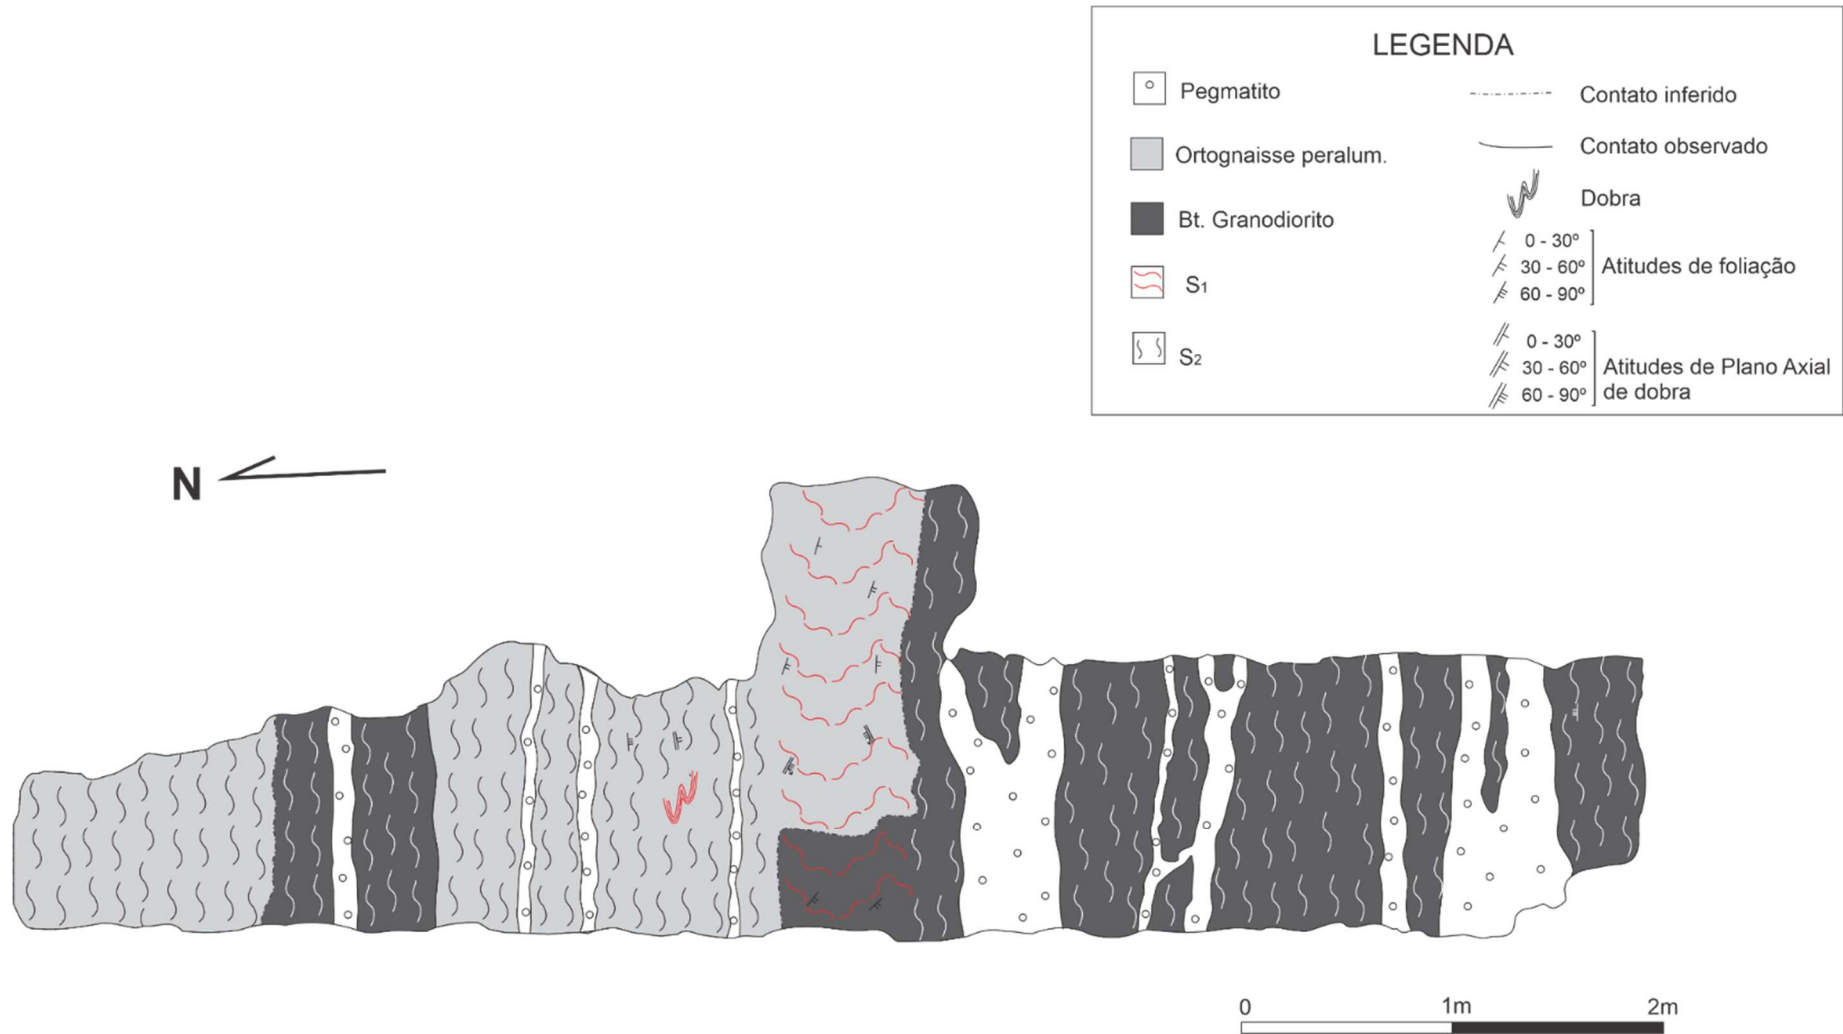 LEGENDA
Pegmatito
Ortognaisse peralum.
Bt. Granodiorito
S1
S2
Contato inferido
Contato observado
Dobra
0 - 30º
30 - 60º
60 - 90º
Atitudes de foliação
0 - 30º
30 - 60º
60 - 90º
Atitudes de Plano Axial
de dobra
N
0 1m 2m